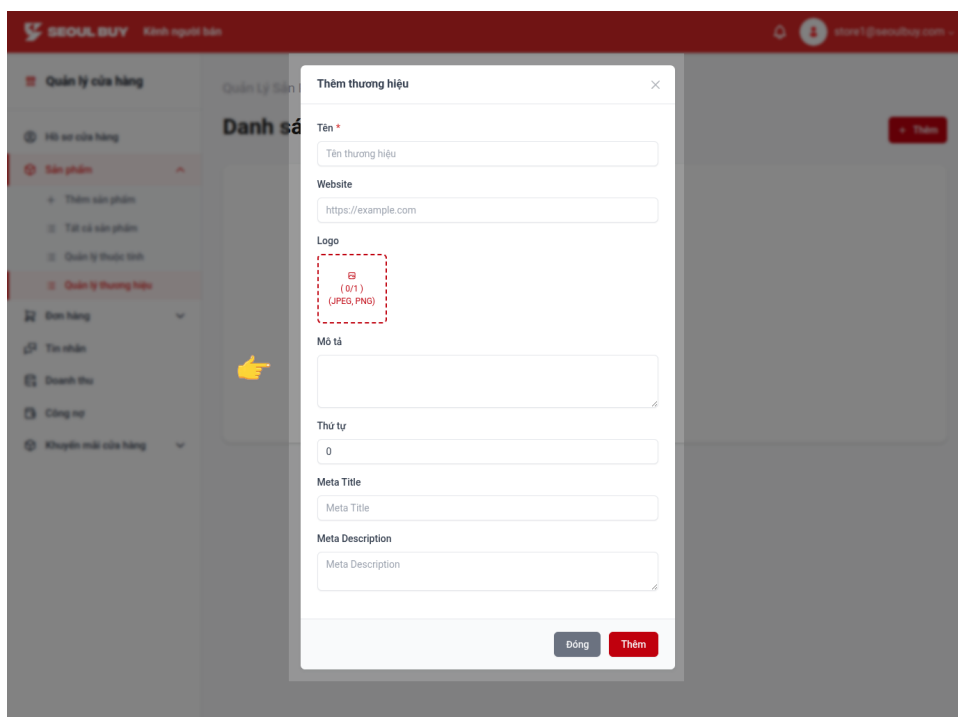 SEOUL BUY Kênh người bán
store1@seoulbuy.com
Quản lý cửa hàng
Hồ sơ cửa hàng
Sản phẩm
Thêm sản phẩm
Tất cả sản phẩm
Quản lý thuộc tính
Quản lý thương hiệu
Đơn hàng
Tin nhắn
Doanh thu
Công nợ
Khuyến mãi cửa hàng
Quản Lý Sản
Danh sá
+ Thêm
Thêm thương hiệu
Tên *
Tên thương hiệu
Website
https://example.com
Logo
( 0/1 )
(JPEG, PNG)
Mô tả
Thứ tự
0
Meta Title
Meta Title
Meta Description
Meta Description
Đóng
Thêm